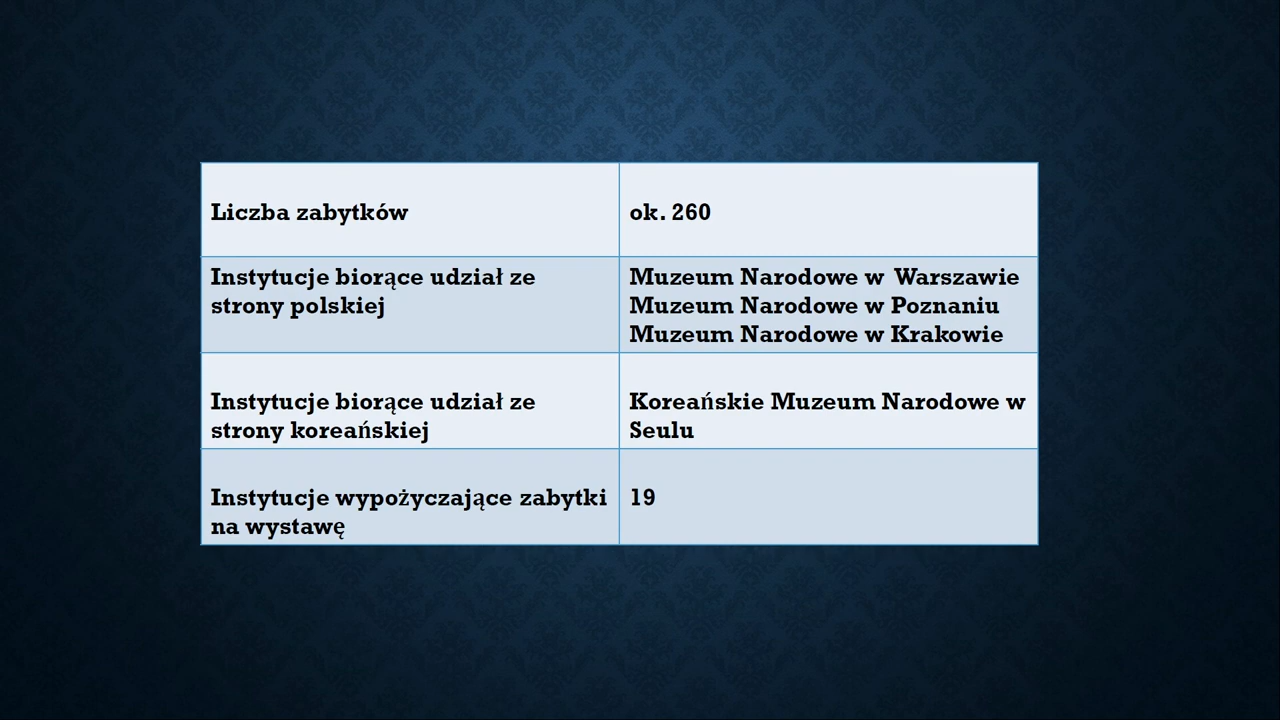 Liczba zabytków
ok. 260
Instytucje biorące udział ze
strony polskiej
Muzeum Narodowe w Warszawie
Muzeum Narodowe w Poznaniu
Muzeum Narodowe w Krakowie
Instytucje biorące udział ze
strony koreańskiej
Koreańskie Muzeum Narodowe w
Seulu
Instytucje wypożyczające zabytki
na wystawę
19